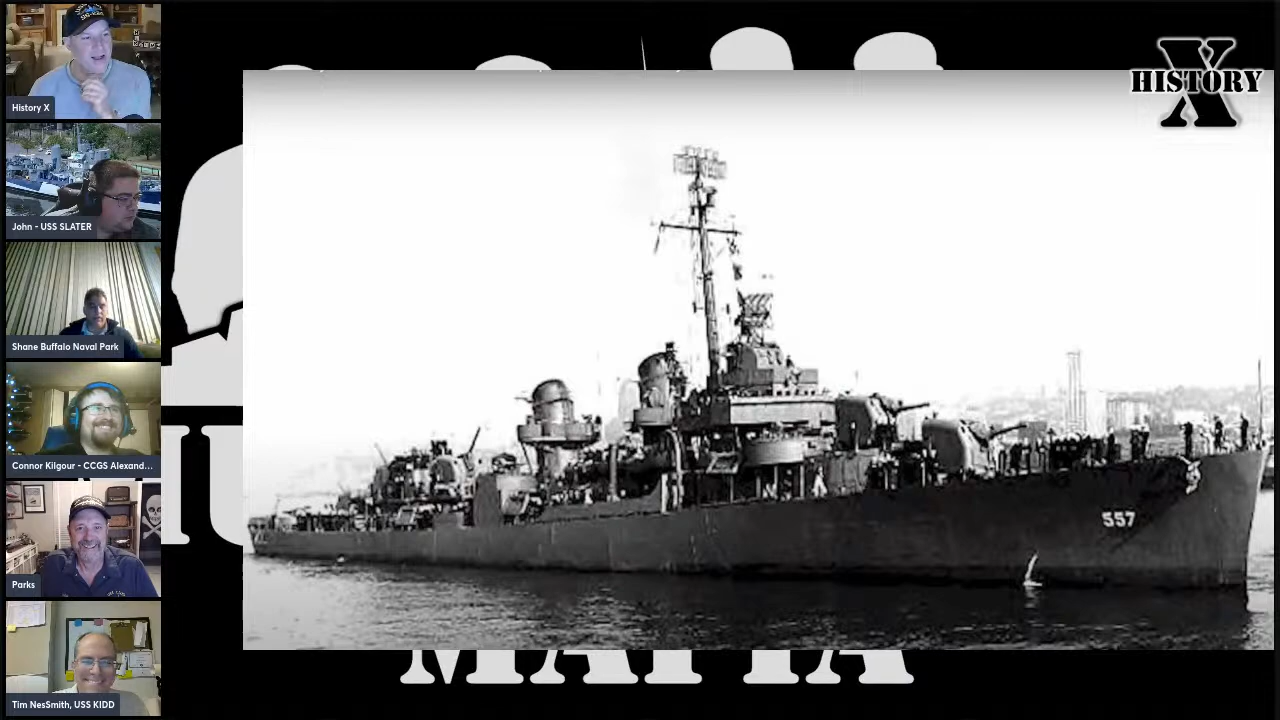 History X
John - USS SLATER
Shane Buffalo Naval Park
Connor Kilgour - CCGS Alexand...
Parks
Tim NesSmith, USS KIDD
X
HISTORY
557
MAFIA